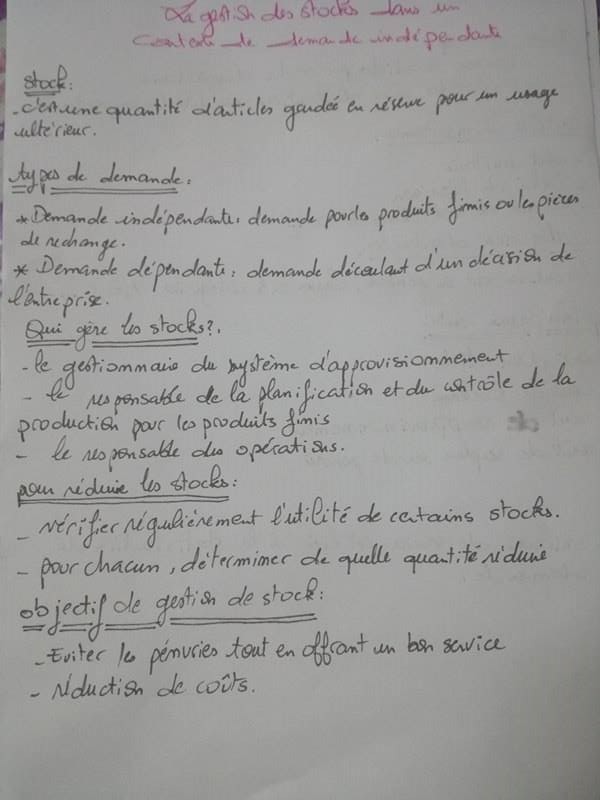 La gestion des stocks dans un
Contexte de demande indépendante
stock:
- c'est une quantité d'articles gardée en réserve pour un usage
ultérieur.
types de demande:
* Demande indépendante: demande pour les produits finis ou les pièces
de rechange.
* Demande dépendante: demande découlant d'un décision de
l'entreprise.
Qui gère les stocks?.
- le gestionnaire du système d'approvisionnement
- le responsable de la planification et du contrôle de la
production pour les produits finis
- le responsable des opérations.
pour réduire les stocks:
- vérifier régulièrement l'utilité de certains stocks.
- pour chacun, déterminer de quelle quantité réduire
objectif de gestion de stock:
- Eviter les pénuries tout en offrant un bon service
- réduction de coûts.